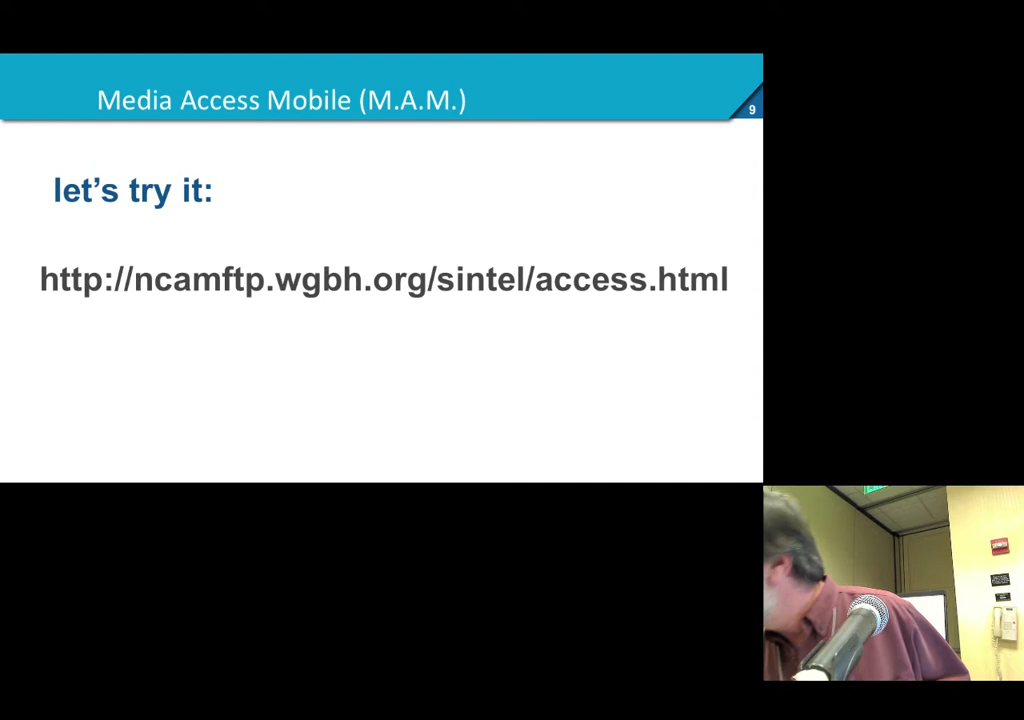 Media Access Mobile (M.A.M.)
9
let's try it:
http://ncamftp.wgbh.org/sintel/access.html